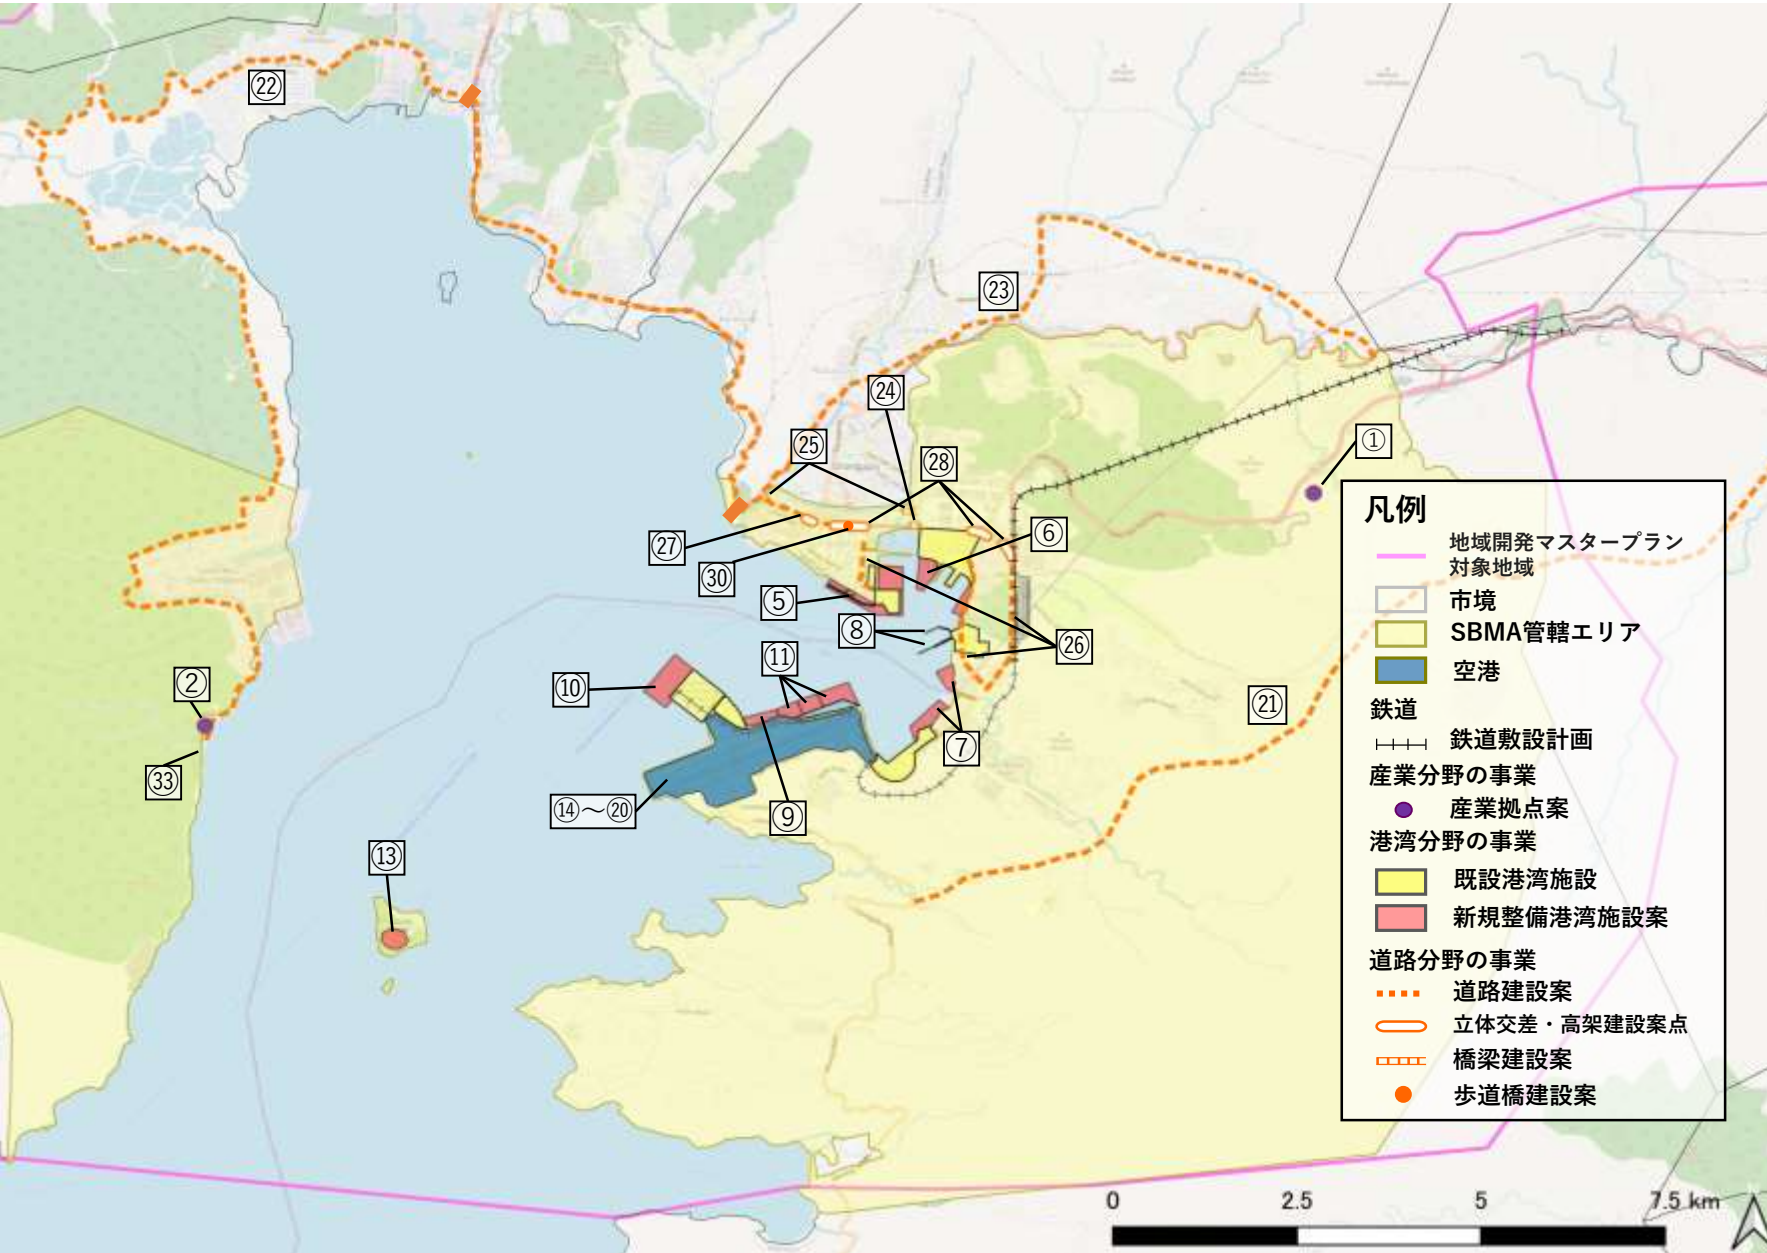 ㉒
㉓
㉔
㉕
㉘
①
㉗
⑥
㉚
⑤
⑧
㉖
⑪
⑩
②
㉑
⑦
㉝
⑭～⑳
⑨
⑬
凡例
地域開発マスタープラン
対象地域
市境
SBMA管轄エリア
空港
鉄道
鉄道敷設計画
産業分野の事業
産業拠点案
港湾分野の事業
既設港湾施設
新規整備港湾施設案
道路分野の事業
道路建設案
立体交差・高架建設案点
橋梁建設案
歩道橋建設案
0 2.5 5 7.5 km